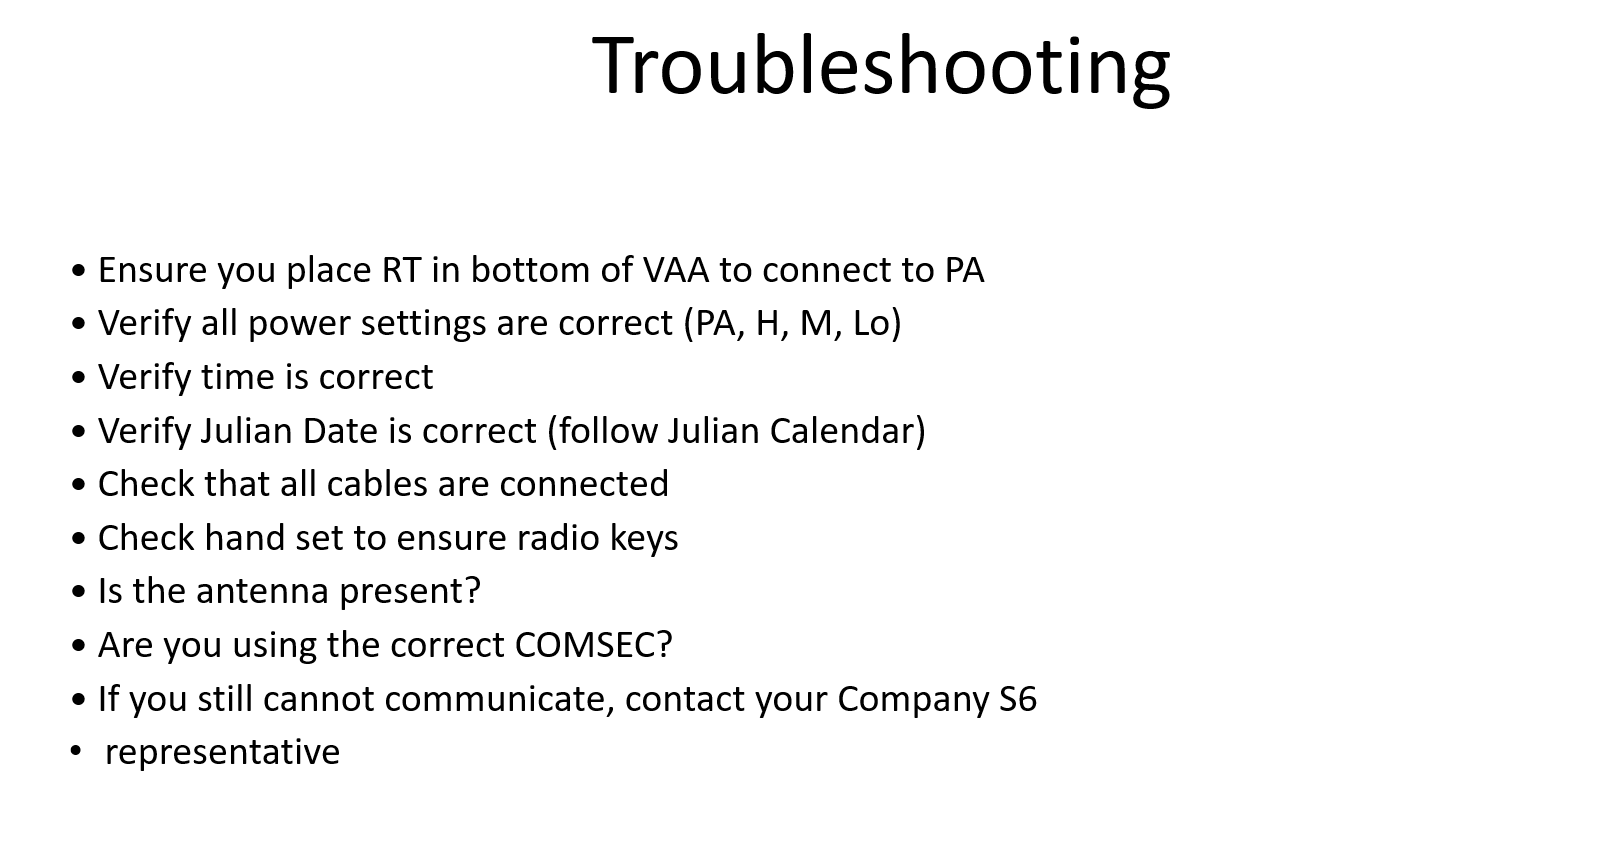 Troubleshooting
• Ensure you place RT in bottom of VAA to connect to PA
• Verify all power settings are correct (PA, H, M, Lo)
• Verify time is correct
• Verify Julian Date is correct (follow Julian Calendar)
• Check that all cables are connected
• Check hand set to ensure radio keys
• Is the antenna present?
• Are you using the correct COMSEC?
• If you still cannot communicate, contact your Company S6
• representative